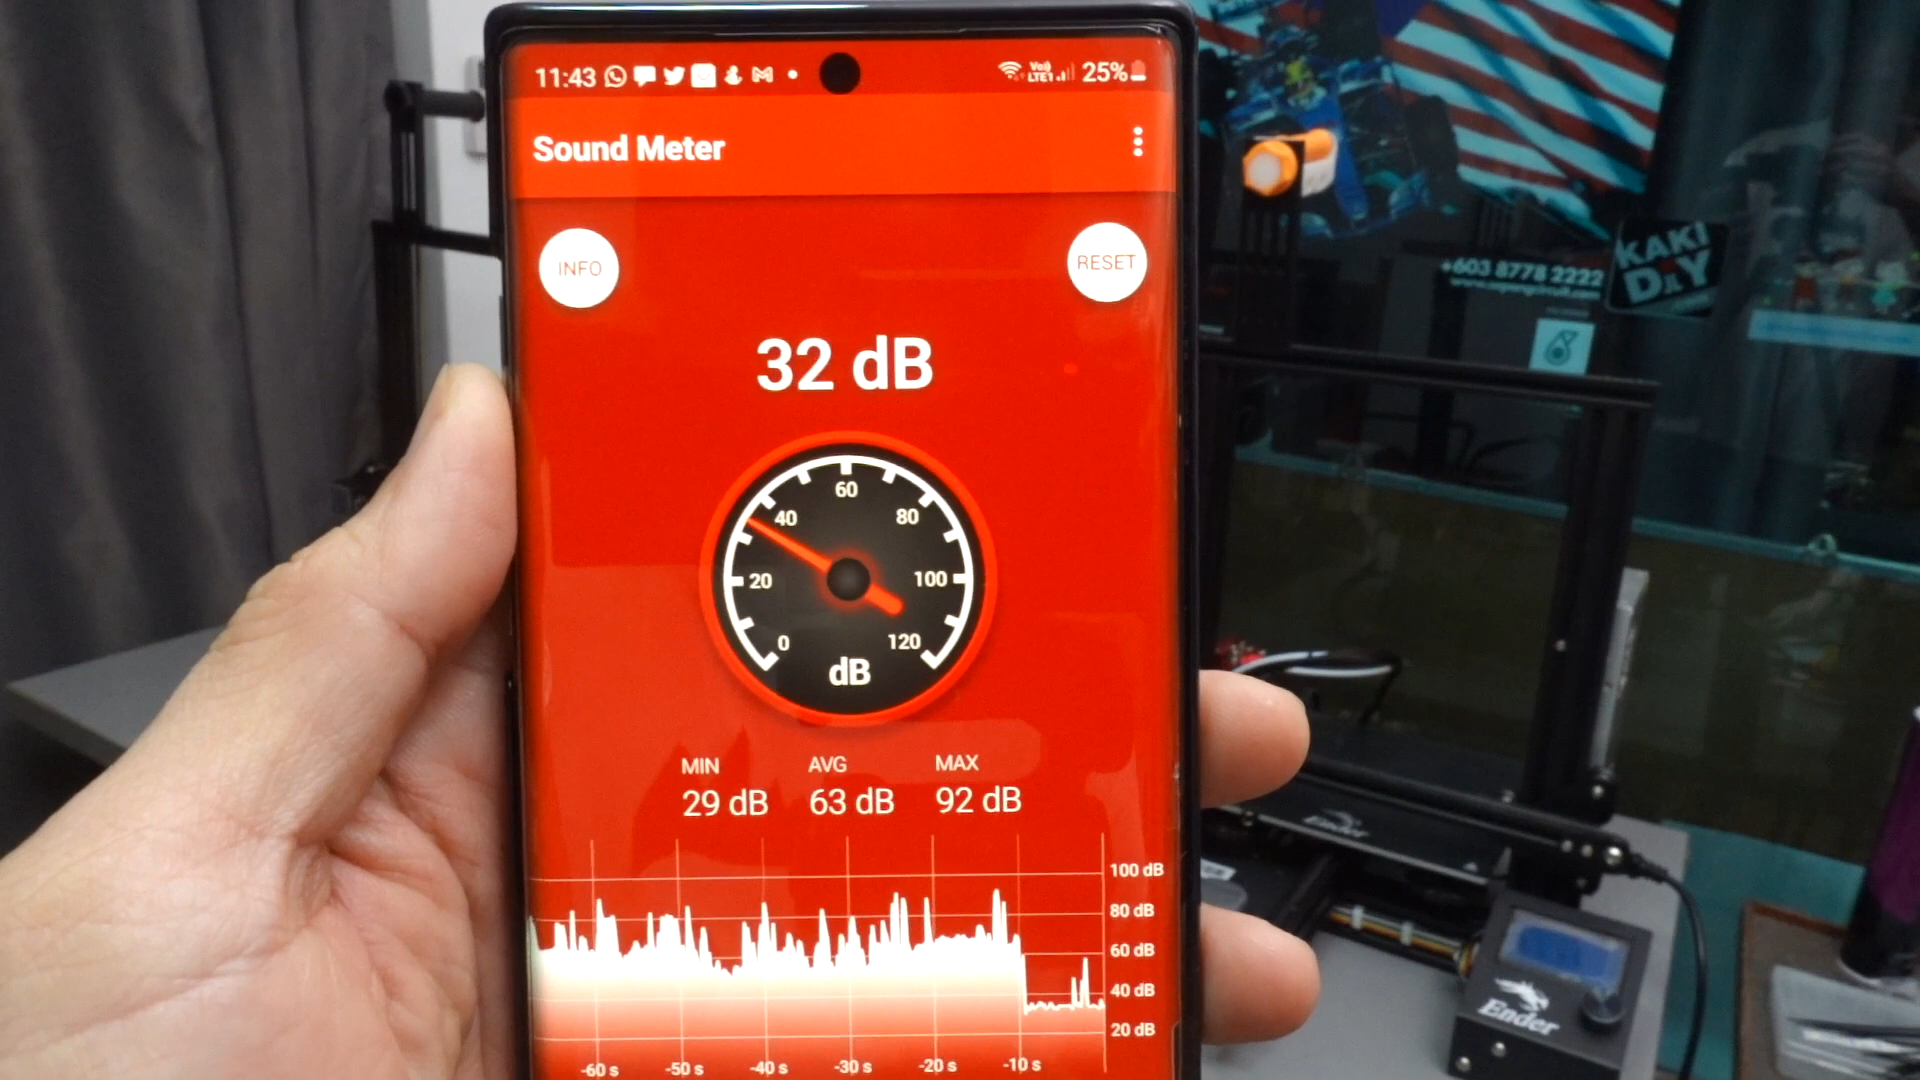 11:43
VoD
LTE1
25%
Sound Meter
INFO
RESET
32 dB
60
40
80
20
100
0
120
dB
MIN
AVG
MAX
29 dB
63 dB
92 dB
100 dB
80 dB
60 dB
40 dB
20 dB
-60 s
-50 s
-40 s
-30 s
-20 s
-10 s
+603 8778 2222
KAKI
DiY
Ender
Ender